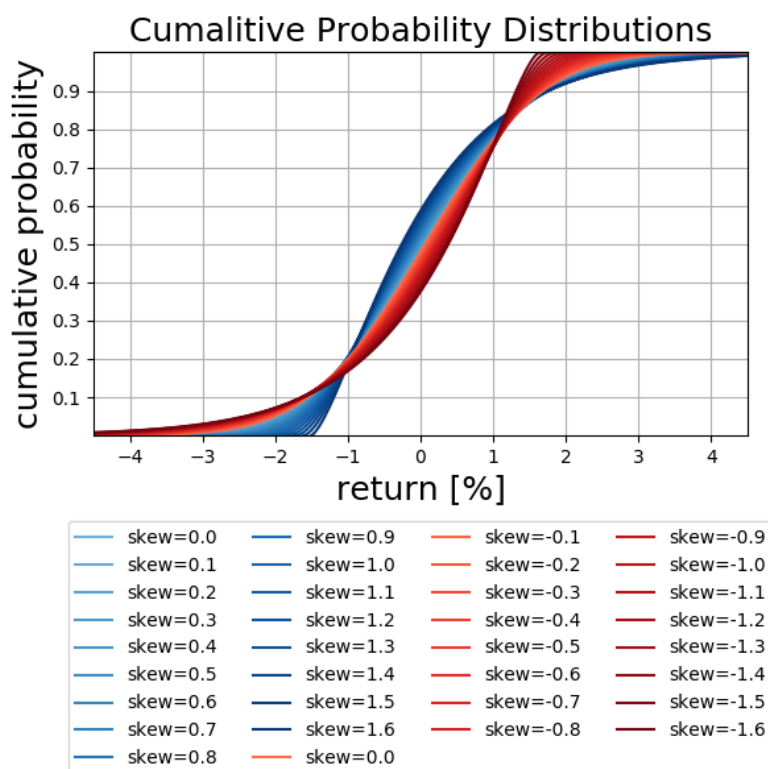 Cumalitive Probability Distributions
cumulative probability
0.9
0.8
0.7
0.6
0.5
0.4
0.3
0.2
0.1
−4 −3 −2 −1 0 1 2 3 4
return [%]
skew=0.0 skew=0.9 skew=-0.1 skew=-0.9
skew=0.1 skew=1.0 skew=-0.2 skew=-1.0
skew=0.2 skew=1.1 skew=-0.3 skew=-1.1
skew=0.3 skew=1.2 skew=-0.4 skew=-1.2
skew=0.4 skew=1.3 skew=-0.5 skew=-1.3
skew=0.5 skew=1.4 skew=-0.6 skew=-1.4
skew=0.6 skew=1.5 skew=-0.7 skew=-1.5
skew=0.7 skew=1.6 skew=-0.8 skew=-1.6
skew=0.8 skew=0.0